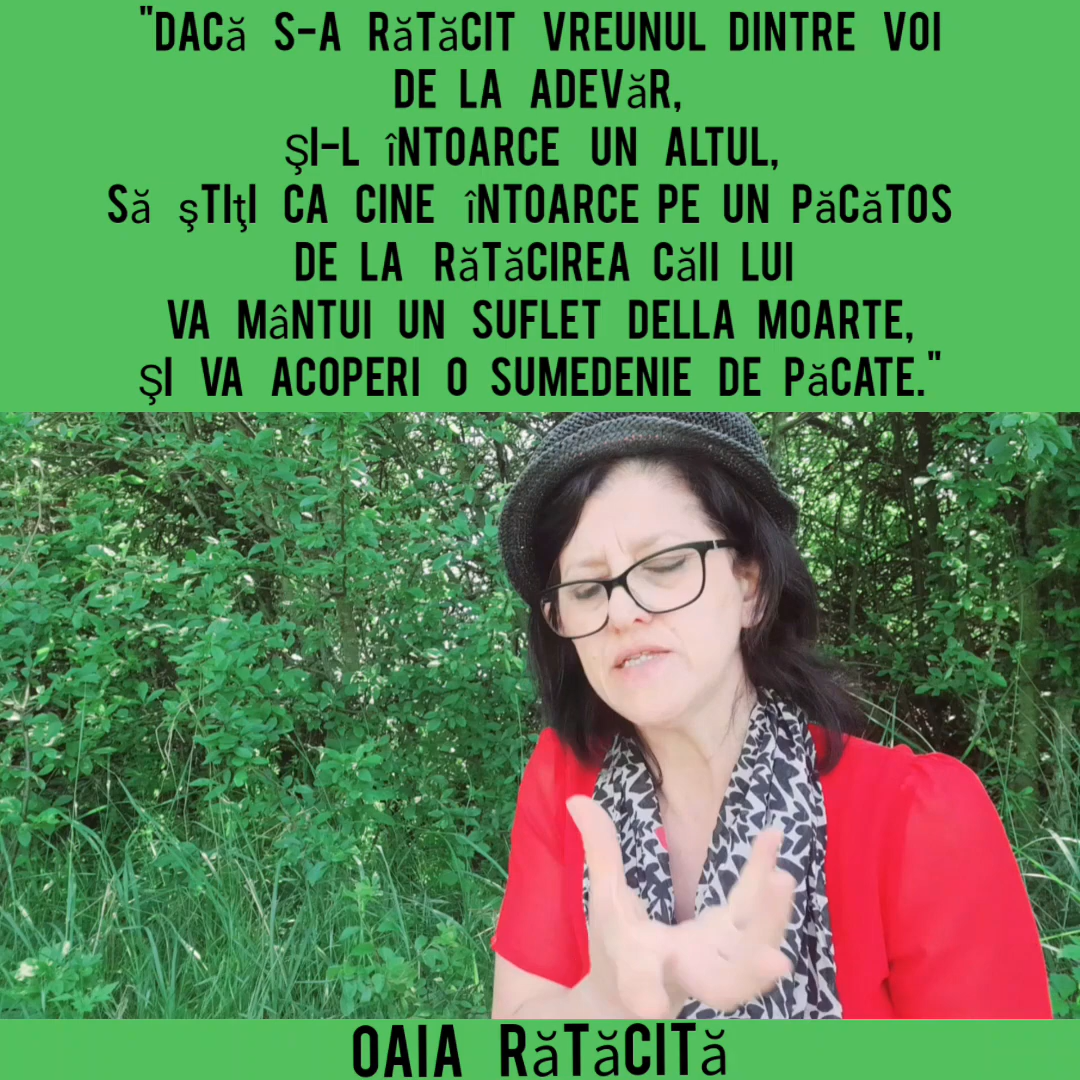 "DACă S-A RăTăCIT VREUNUL DINTRE VOI
DE LA ADEVăR,
ŞI-L îNTOARCE UN ALTUL,
Să şTIţI CA CINE îNTOARCE PE UN PăCăTOS
DE LA RăTăCIREA CăII LUI
VA MâNTUI UN SUFLET DELLA MOARTE,
ŞI VA ACOPERI O SUMEDENIE DE PăCATE."
OAIA RăTăCITă